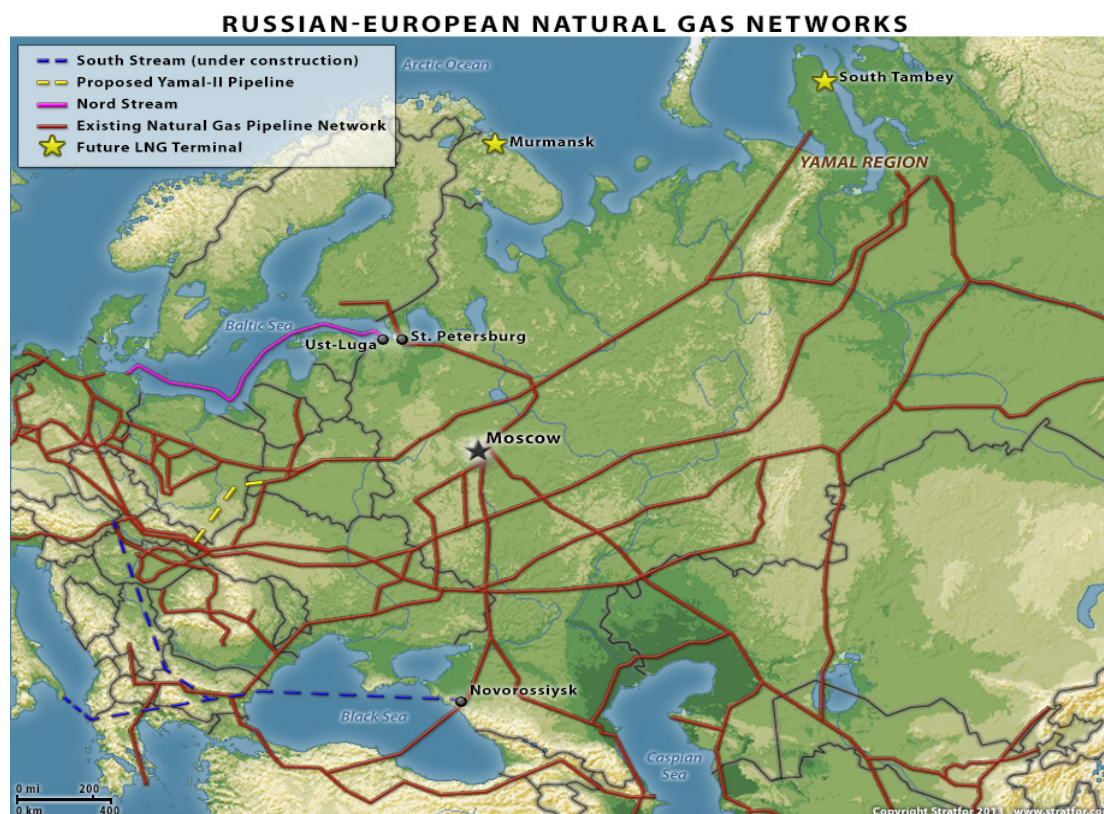 RUSSIAN-EUROPEAN NATURAL GAS NETWORKS
South Stream (under construction)
Proposed Yamal-II Pipeline
Nord Stream
Existing Natural Gas Pipeline Network
Future LNG Terminal
Arctic Ocean
South Tambey
Murmansk
YAMAL REGION
Baltic Sea
Ust-Luga
St. Petersburg
Moscow
Novorossiysk
Black Sea
Caspian
Sea
0 mi 200
0 km 400
Copyright Stratfor 2013 www.stratfor.com